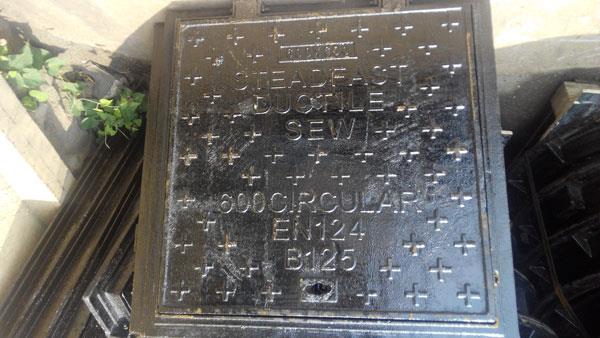 STEADFAST
DUCTILE
SEW
600 CIRCULAR
EN124
B125